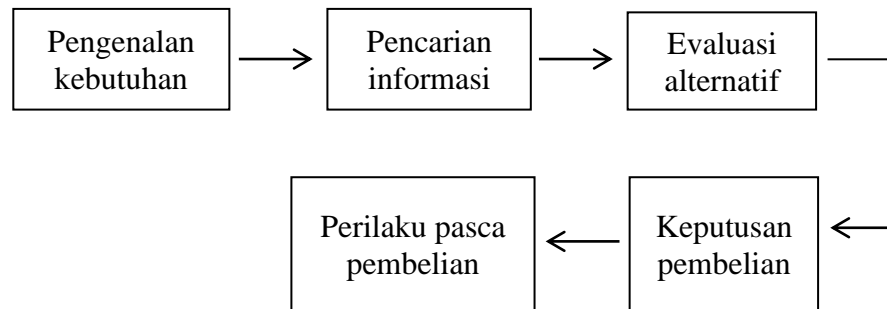 Pengenalan
kebutuhan
Pencarian
informasi
Evaluasi
alternatif
Keputusan
pembelian
Perilaku pasca
pembelian